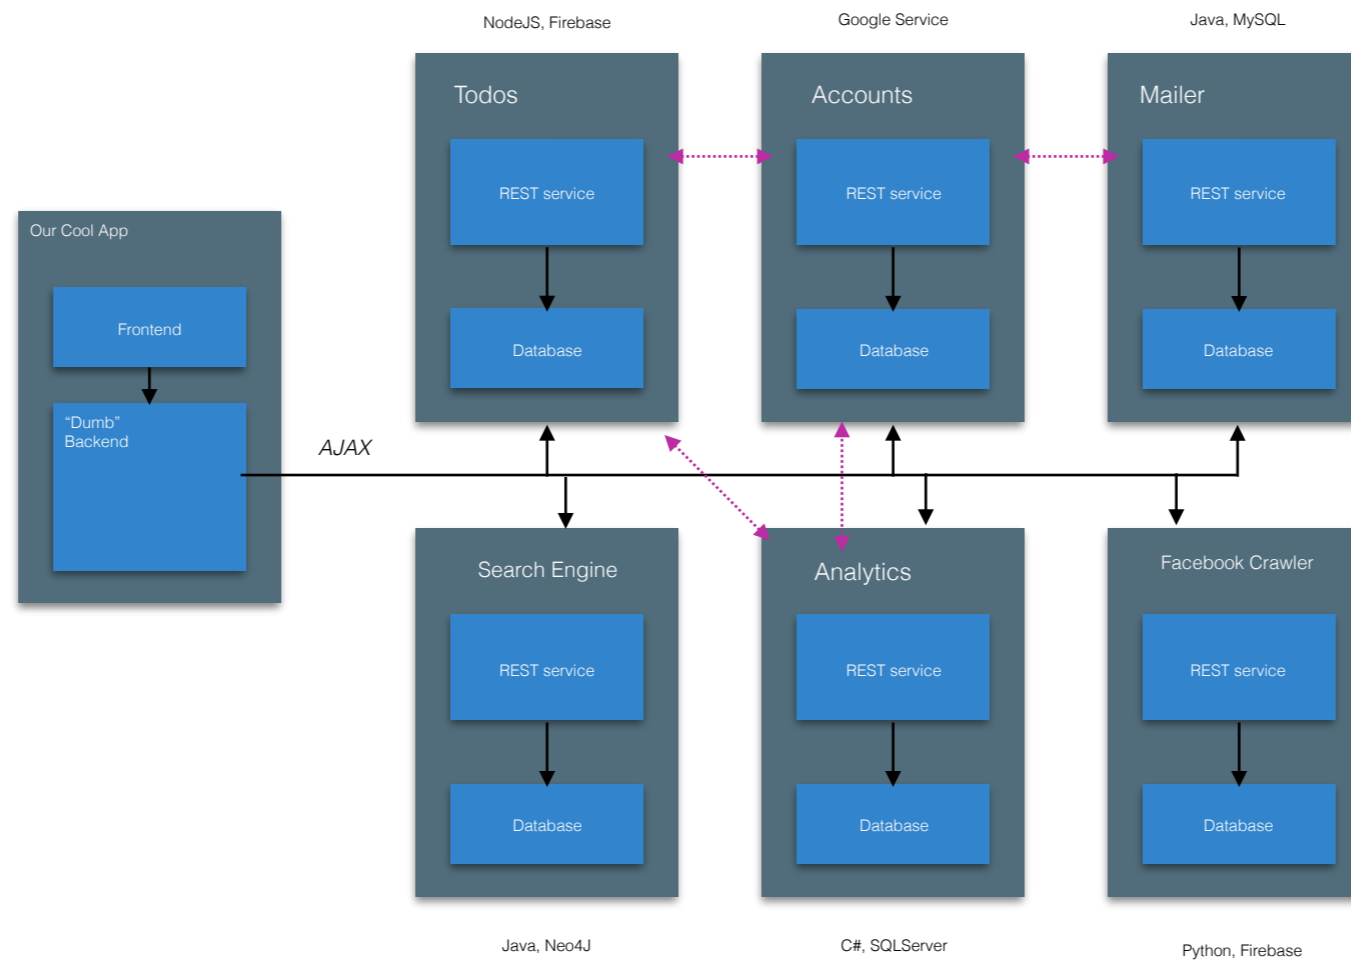 NodeJS, Firebase
Google Service
Java, MySQL
Todos
Accounts
Mailer
REST service
REST service
REST service
Our Cool App
Frontend
Database
Database
Database
“Dumb”
Backend
AJAX
Search Engine
Analytics
Facebook Crawler
REST service
REST service
REST service
Database
Database
Database
Java, Neo4J
C#, SQLServer
Python, Firebase